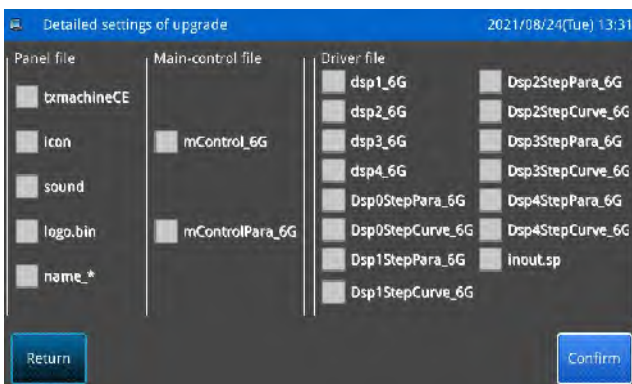 Detailed settings of upgrade 2021/08/24(Tue) 13:31
Panel file
txmachineCE
icon
sound
logo.bin
name_*
Main-control file
mControl_6G
mControlPara_6G
Driver file
dsp1_6G
dsp2_6G
dsp3_6G
dsp4_6G
Dsp0StepPara_6G
Dsp0StepCurve_6G
Dsp1StepPara_6G
Dsp1StepCurve_6G
Dsp2StepPara_6G
Dsp2StepCurve_6G
Dsp3StepPara_6G
Dsp3StepCurve_6G
Dsp4StepPara_6G
Dsp4StepCurve_6G
inout.sp
Return
Confirm